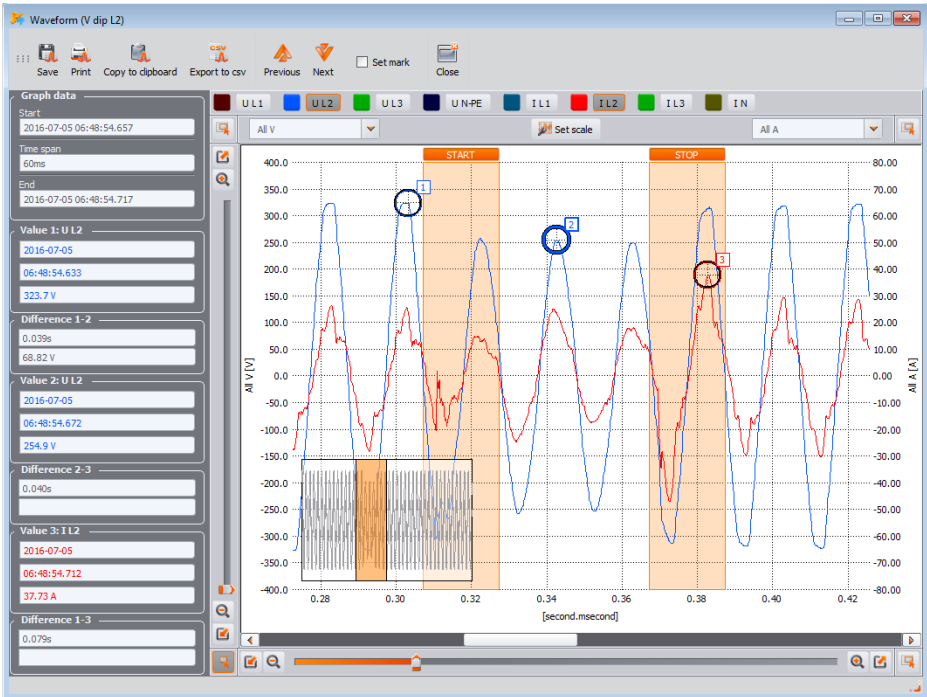 Waveform (V dip L2)
Save Print Copy to clipboard Export to csv Previous Next Set mark Close
CSV
Graph data
Start
2016-07-05 06:48:54.657
Time span
60ms
End
2016-07-05 06:48:54.717
Value 1: U L2
2016-07-05
06:48:54.633
323.7 V
Difference 1-2
0.039s
68.82 V
Value 2: U L2
2016-07-05
06:48:54.672
254.9 V
Difference 2-3
0.040s
Value 3: I L2
2016-07-05
06:48:54.712
37.73 A
Difference 1-3
0.079s
U L1 U L2 U L3 U N-PE I L1 I L2 I L3 I N
All V Set scale All A
START STOP
400.0 80.00
350.0 70.00
300.0 60.00
250.0 50.00
200.0 40.00
150.0 30.00
100.0 20.00
50.0 10.00
0.0 0.00
-50.0 -10.00
-100.0 -20.00
-150.0 -30.00
-200.0 -40.00
-250.0 -50.00
-300.0 -60.00
-350.0 -70.00
-400.0 -80.00
All V [V]
All A [A]
1
2
3
0.28 0.30 0.32 0.34 0.36 0.38 0.40 0.42
[second.msecond]